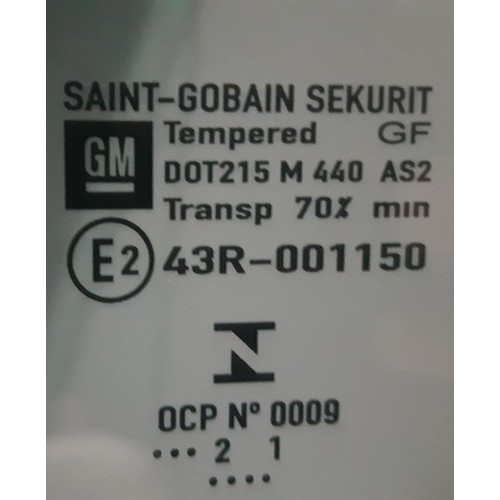 SAINT-GOBAIN SEKURIT
GM
Tempered GF
DOT215 M 440 AS2
Transp 70% min
E2 43R-001150
OCP Nº 0009
••• 2 1
••••